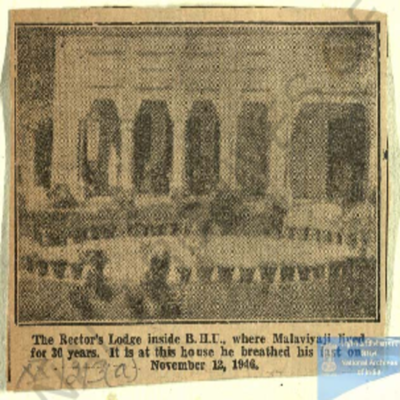 The Rector's Lodge inside B.H.U., where Malaviyaji lived
for 30 years. It is at this house he breathed his last on
November 12, 1946.